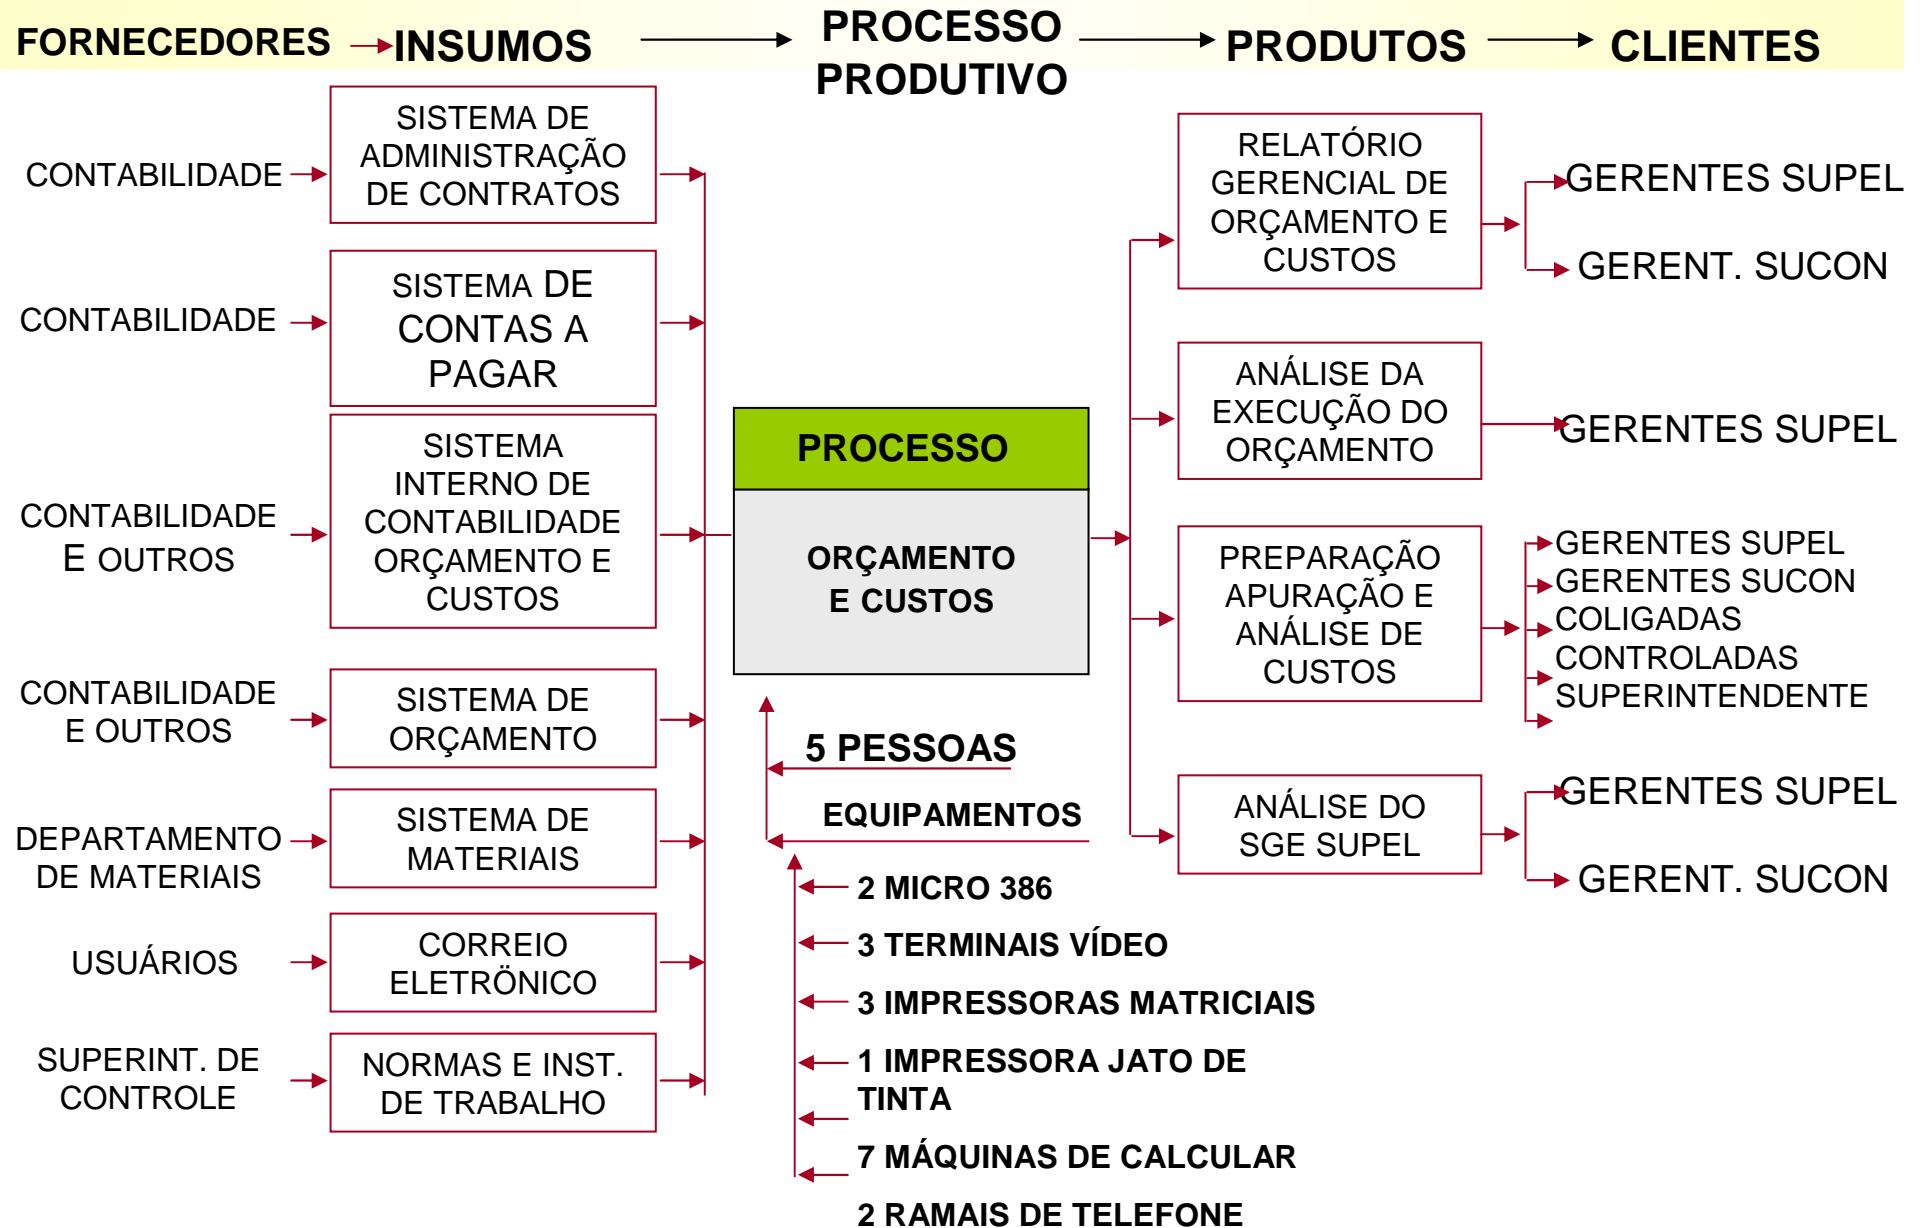 FORNECEDORES
INSUMOS
PROCESSO
PRODUTIVO
PRODUTOS
CLIENTES
CONTABILIDADE
SISTEMA DE
ADMINISTRAÇÃO
DE CONTRATOS
CONTABILIDADE
SISTEMA DE
CONTAS A
PAGAR
CONTABILIDADE
E OUTROS
SISTEMA
INTERNO DE
CONTABILIDADE
ORÇAMENTO E
CUSTOS
CONTABILIDADE
E OUTROS
SISTEMA DE
ORÇAMENTO
DEPARTAMENTO
DE MATERIAIS
SISTEMA DE
MATERIAIS
USUÁRIOS
CORREIO
ELETRÖNICO
SUPERINT. DE
CONTROLE
NORMAS E INST.
DE TRABALHO
PROCESSO
ORÇAMENTO
E CUSTOS
5 PESSOAS
EQUIPAMENTOS
2 MICRO 386
3 TERMINAIS VÍDEO
3 IMPRESSORAS MATRICIAIS
1 IMPRESSORA JATO DE
TINTA
7 MÁQUINAS DE CALCULAR
2 RAMAIS DE TELEFONE
RELATÓRIO
GERENCIAL DE
ORÇAMENTO E
CUSTOS
GERENTES SUPEL
GERENT. SUCON
ANÁLISE DA
EXECUÇÃO DO
ORÇAMENTO
GERENTES SUPEL
PREPARAÇÃO
APURAÇÃO E
ANÁLISE DE
CUSTOS
GERENTES SUPEL
GERENTES SUCON
COLIGADAS
CONTROLADAS
SUPERINTENDENTE
ANÁLISE DO
SGE SUPEL
GERENTES SUPEL
GERENT. SUCON